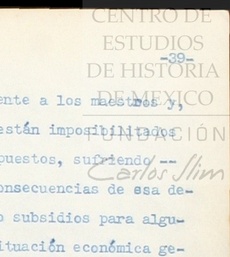 CENTRO DE
ESTUDIOS
-39-
DE HISTORIA
DE MEXICO
ente a los maestros y,
están imposibilitados
FUNDACIÓN
puestos, sufriendo --
Carlos Slim
onsecuencias de esa de-
o subsidios para algu-
ituación económica ge-